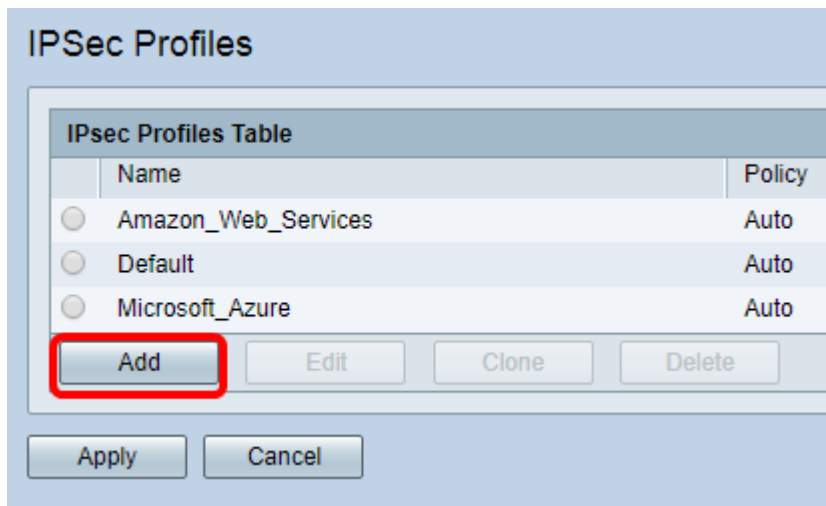 IPSec Profiles
IPsec Profiles Table
Name Policy
Amazon_Web_Services Auto
Default Auto
Microsoft_Azure Auto
Add Edit Clone Delete
Apply Cancel